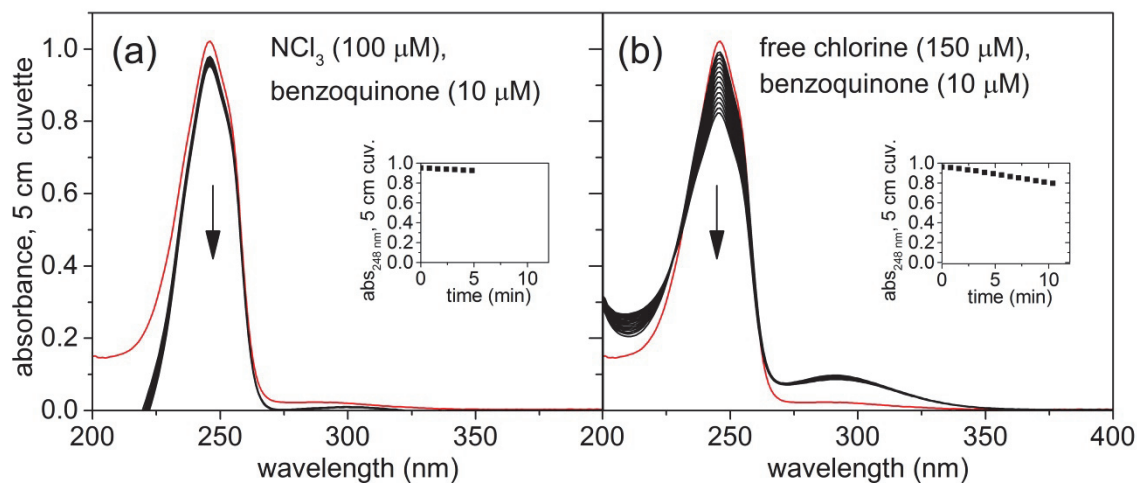 (a)
NCl₃ (100 μM),
benzoquinone (10 μM)
(b)
free chlorine (150 μM),
benzoquinone (10 μM)
absorbance, 5 cm cuvette
1.0
0.8
0.6
0.4
0.2
0.0
abs₂₄₈ ₙₘ, 5 cm cuv.
1.0
0.8
0.6
0.4
0.2
0.0
0 5 10
time (min)
abs₂₄₈ ₙₘ, 5 cm cuv.
1.0
0.8
0.6
0.4
0.2
0.0
0 5 10
time (min)
200 250 300 350 200 250 300 350 400
wavelength (nm) wavelength (nm)